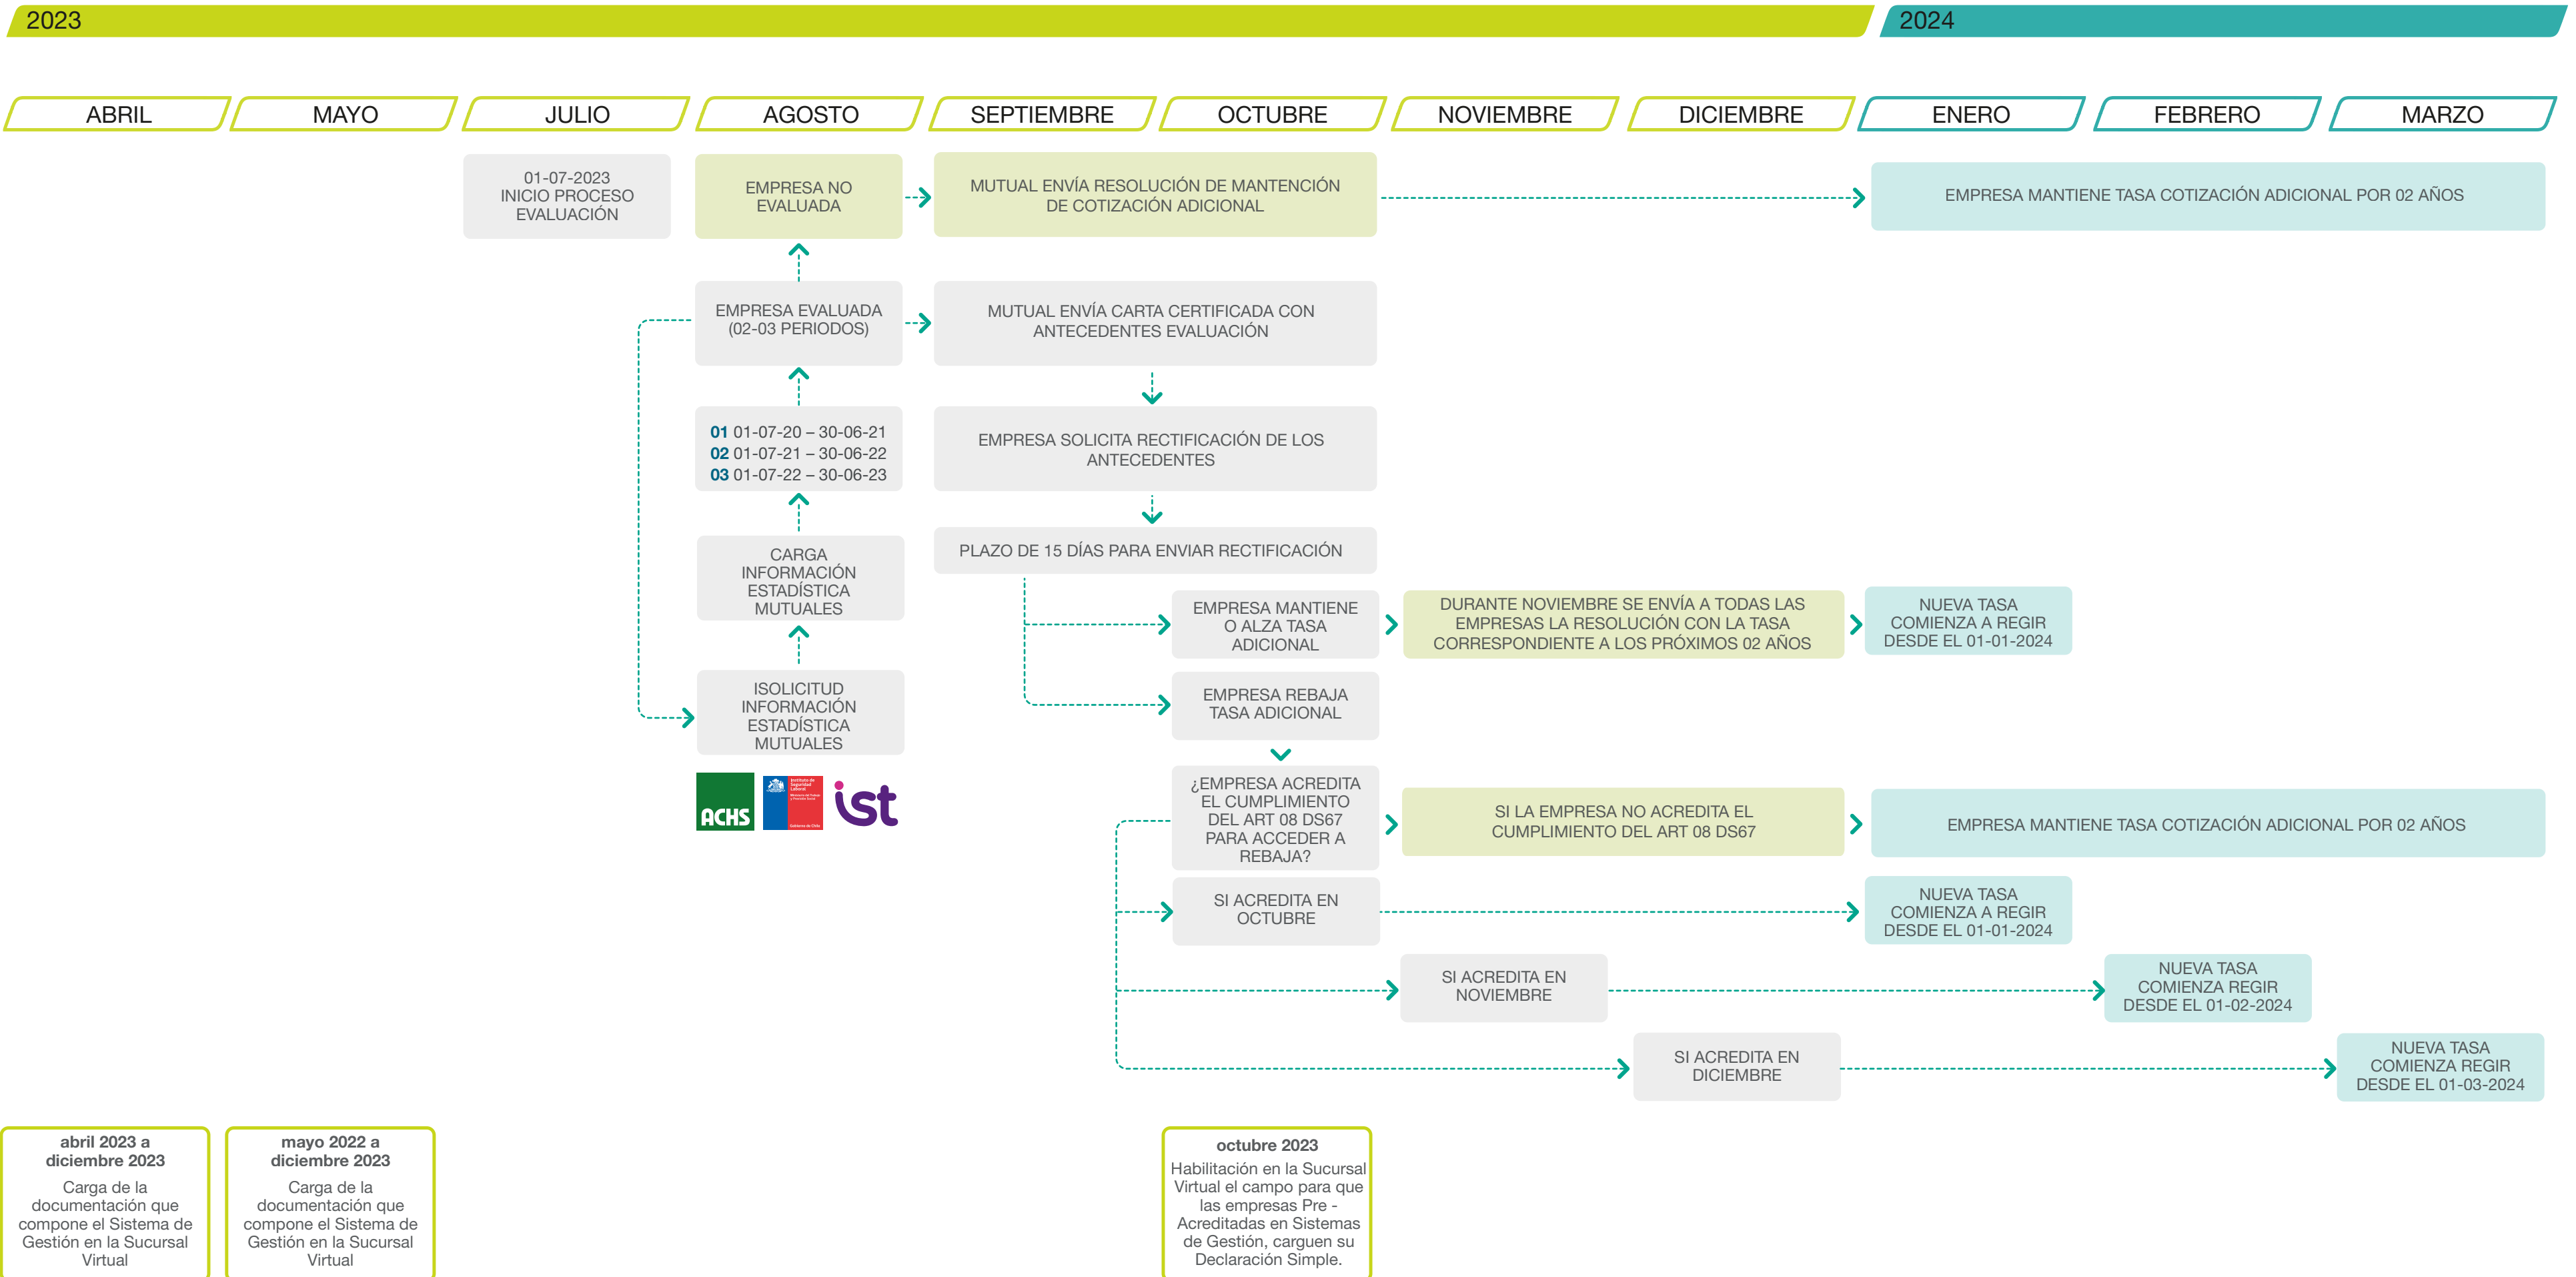 2023
2024
ABRIL
MAYO
JULIO
AGOSTO
SEPTIEMBRE
OCTUBRE
NOVIEMBRE
DICIEMBRE
ENERO
FEBRERO
MARZO
01-07-2023
INICIO PROCESO
EVALUACIÓN
EMPRESA NO
EVALUADA
MUTUAL ENVÍA RESOLUCIÓN DE MANTENCIÓN
DE COTIZACIÓN ADICIONAL
EMPRESA MANTIENE TASA COTIZACIÓN ADICIONAL POR 02 AÑOS
EMPRESA EVALUADA
(02-03 PERIODOS)
MUTUAL ENVÍA CARTA CERTIFICADA CON
ANTECEDENTES EVALUACIÓN
01 01-07-20 – 30-06-21
02 01-07-21 – 30-06-22
03 01-07-22 – 30-06-23
EMPRESA SOLICITA RECTIFICACIÓN DE LOS
ANTECEDENTES
CARGA
INFORMACIÓN
ESTADÍSTICA
MUTUALES
PLAZO DE 15 DÍAS PARA ENVIAR RECTIFICACIÓN
EMPRESA MANTIENE
O ALZA TASA
ADICIONAL
DURANTE NOVIEMBRE SE ENVÍA A TODAS LAS
EMPRESAS LA RESOLUCIÓN CON LA TASA
CORRESPONDIENTE A LOS PRÓXIMOS 02 AÑOS
NUEVA TASA
COMIENZA A REGIR
DESDE EL 01-01-2024
ISOLICITUD
INFORMACIÓN
ESTADÍSTICA
MUTUALES
EMPRESA REBAJA
TASA ADICIONAL
ACHS
Instituto de
Seguridad
Laboral
Gobierno de Chile
ist
¿EMPRESA ACREDITA
EL CUMPLIMIENTO
DEL ART 08 DS67
PARA ACCEDER A
REBAJA?
SI LA EMPRESA NO ACREDITA EL
CUMPLIMIENTO DEL ART 08 DS67
EMPRESA MANTIENE TASA COTIZACIÓN ADICIONAL POR 02 AÑOS
SI ACREDITA EN
OCTUBRE
NUEVA TASA
COMIENZA A REGIR
DESDE EL 01-01-2024
SI ACREDITA EN
NOVIEMBRE
NUEVA TASA
COMIENZA REGIR
DESDE EL 01-02-2024
SI ACREDITA EN
DICIEMBRE
NUEVA TASA
COMIENZA REGIR
DESDE EL 01-03-2024
abril 2023 a
diciembre 2023
Carga de la
documentación que
compone el Sistema de
Gestión en la Sucursal
Virtual
mayo 2022 a
diciembre 2023
Carga de la
documentación que
compone el Sistema de
Gestión en la Sucursal
Virtual
octubre 2023
Habilitación en la Sucursal
Virtual el campo para que
las empresas Pre -
Acreditadas en Sistemas
de Gestión, carguen su
Declaración Simple.